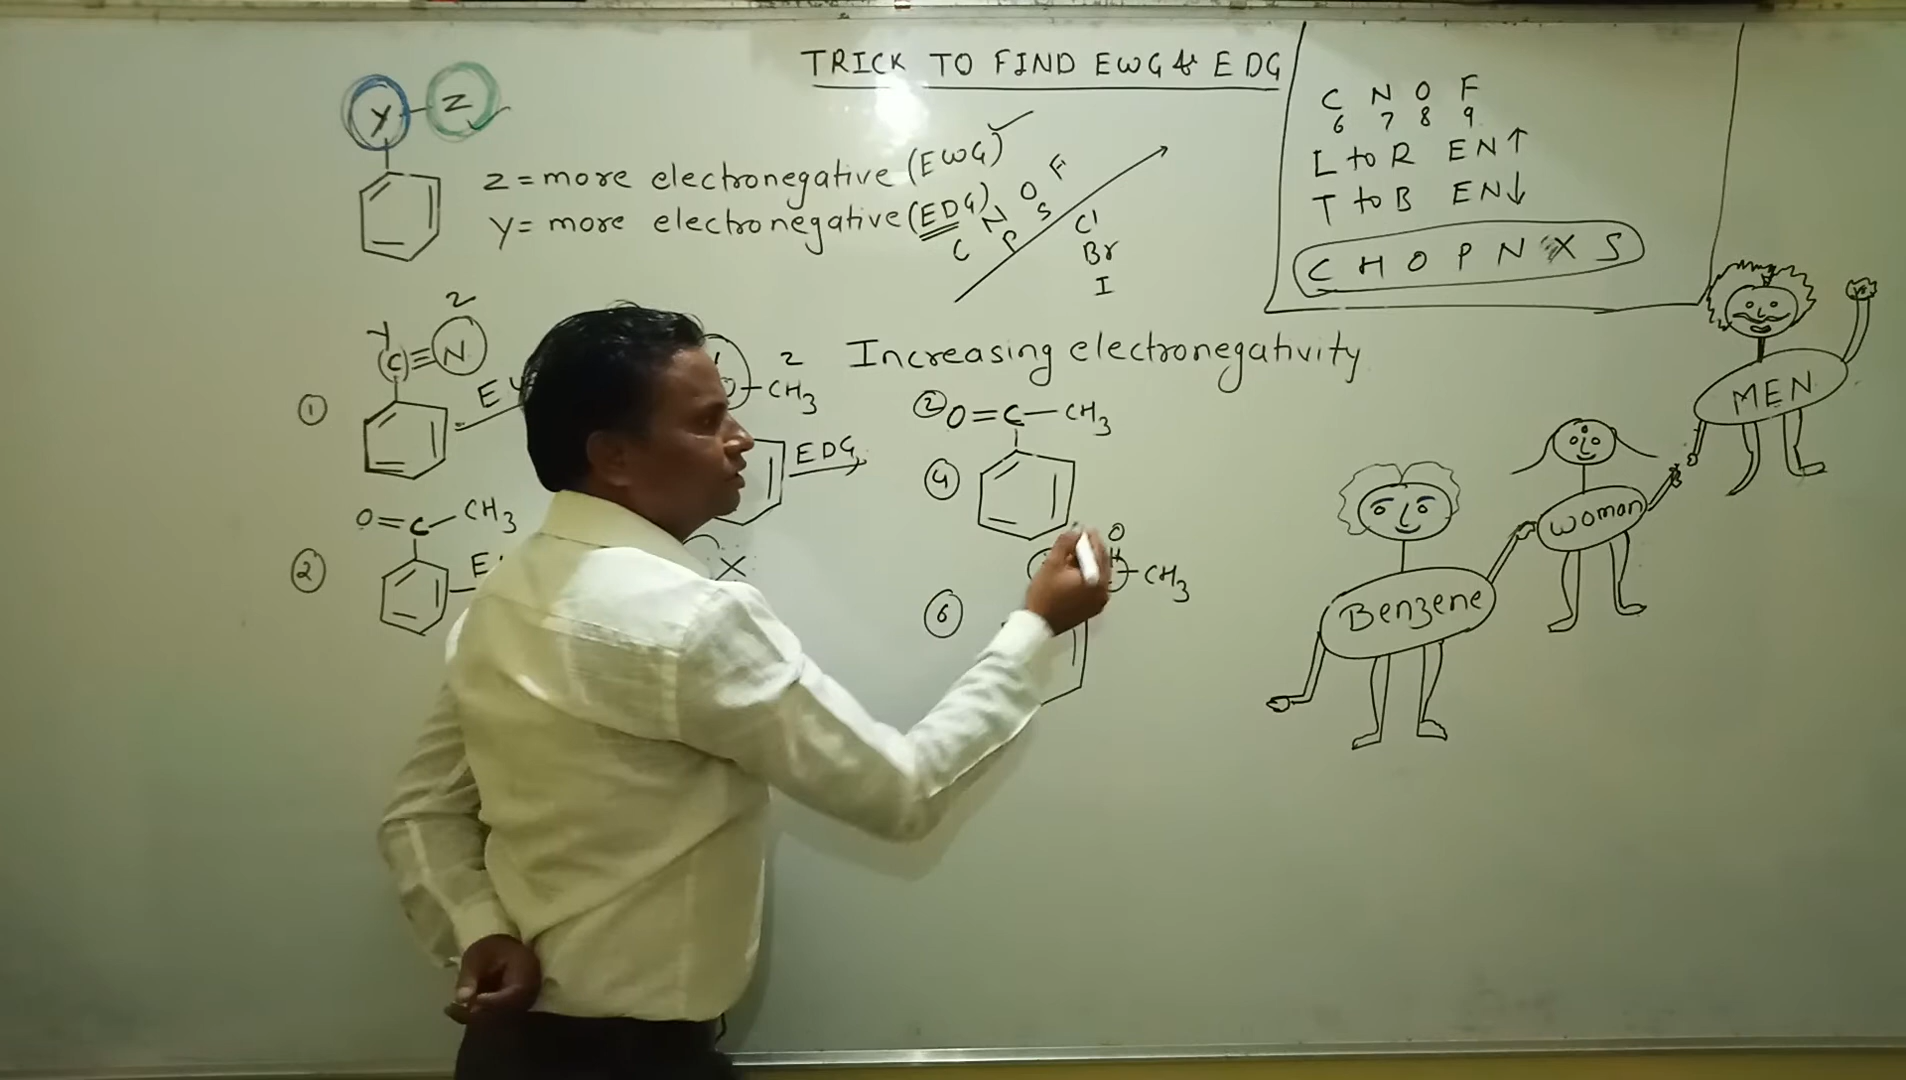 TRICK TO FIND EWG & EDG
Y - Z
Z = more electronegative (EWG)
Y = more electronegative (EDG)
C N O F
P S Cl
Br
I
C N O F
6 7 8 9
L to R EN↑
T to B EN↓
C H O P N X S
Increasing electronegativity
Y Z
C≡N
①
Z
-CH3
EDG
② O=C-CH3
④
② O=C-CH3
X
⑥
O
-CH3
MEN
woman
Benzene